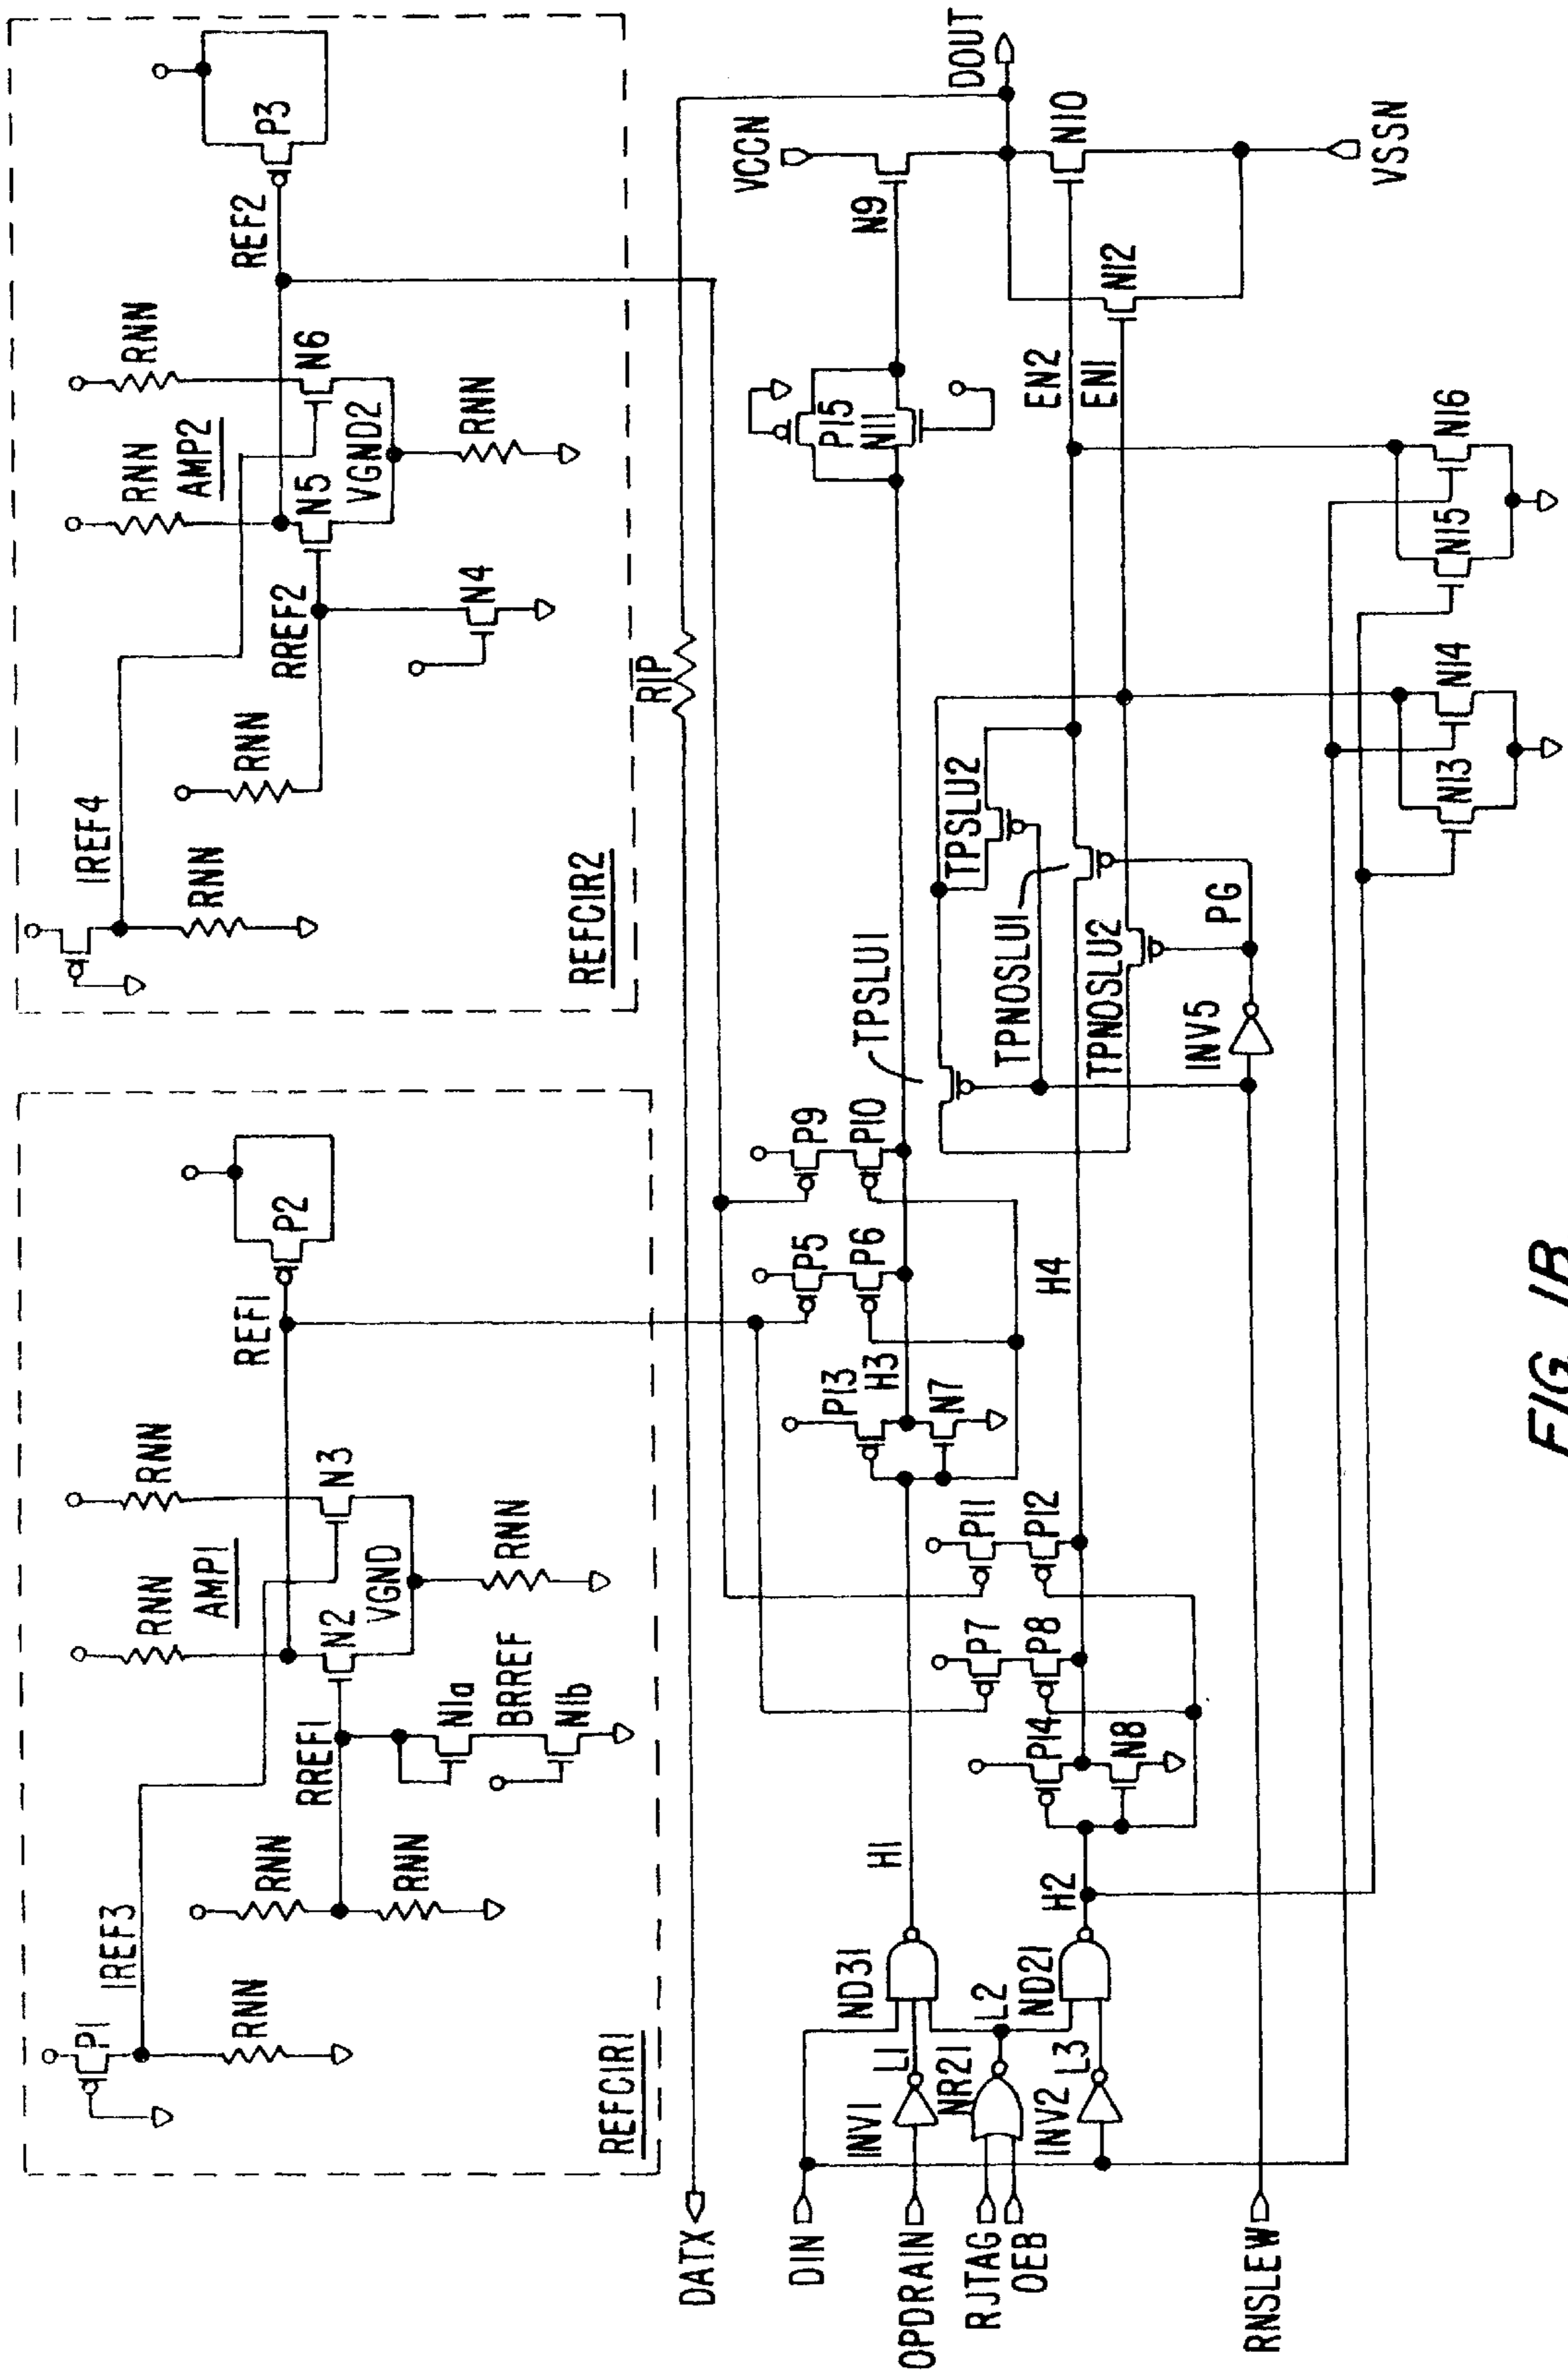 IREF3
P1
RNN
REFCIR1
RNN
RNN
RREF1
N1a
BRREF
N1b
RNN
AMP1
N2
VGND
RNN
RNN
N3
REF1
P2
IREF4
RNN
REFCIR2
RNN
RREF2
N4
RNN
AMP2
N5
VGND2
RNN
RNN
N6
REF2
P3
DATX
RIP
DIN
OPDRAIN
RJTAG
OEB
RNSLEW
INV1
L1
NR21
INV2
L3
ND31
L2
ND21
H1
H2
P14
N8
P7
P8
P11
P12
P13
H3
N7
P5
P6
P9
P10
H4
TPSLU1
TPNOSLU1
TPNOSLU2
TPSLU2
INV5
PG
P15
N11
EN2
EN1
N13
N14
N15
N16
N12
N9
N10
VCCN
DOUT
VSSN
FIG. 1B